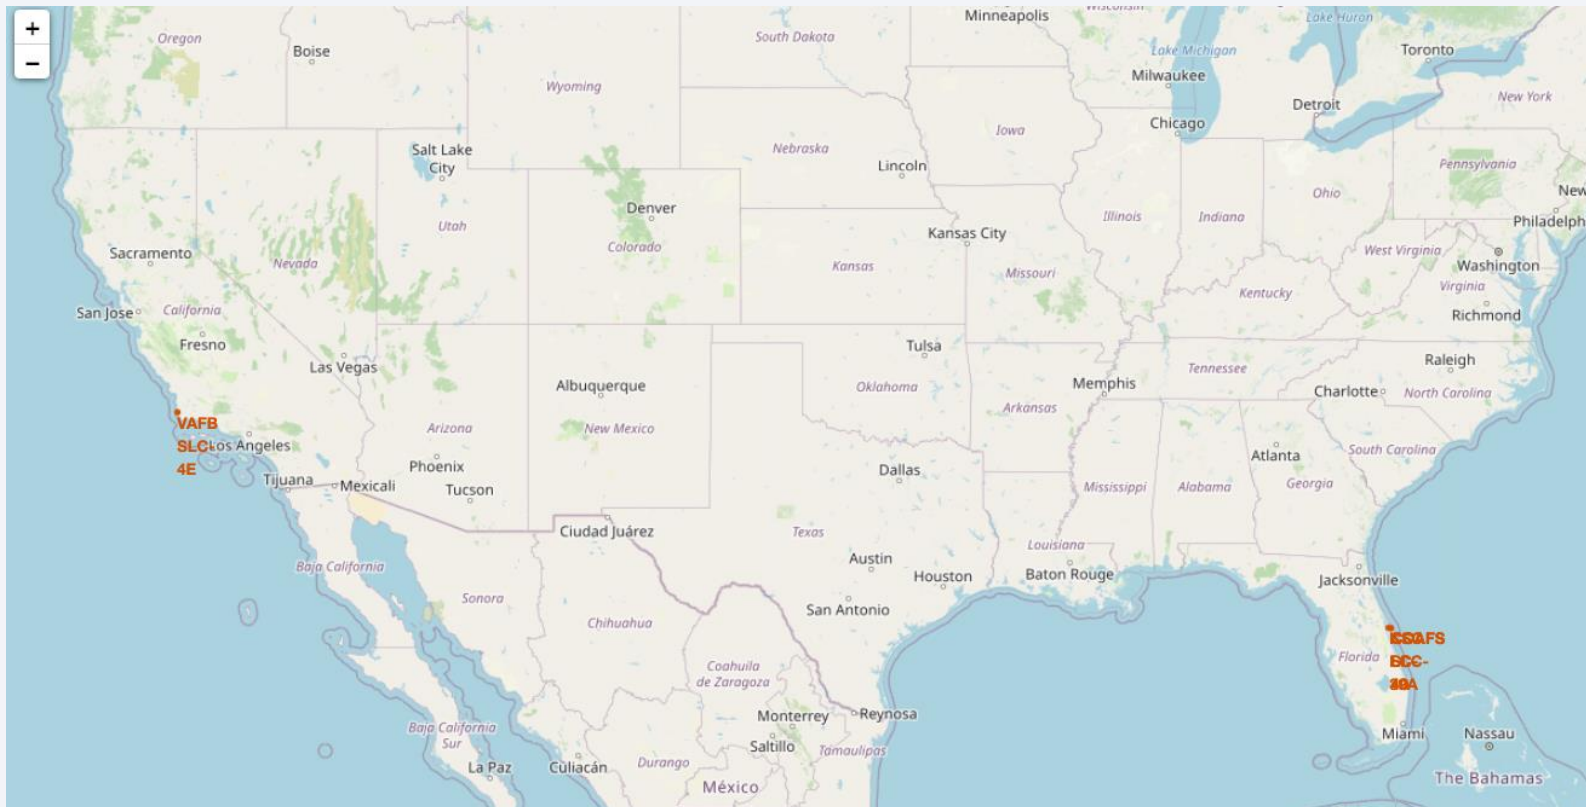 +
−
Oregon
Boise
South Dakota
Minneapolis
Wisconsin
Lake Huron
Toronto
Lake Michigan
Milwaukee
Wyoming
Detroit
New York
Chicago
Iowa
Salt Lake
City
Nebraska
Lincoln
Pennsylvania
New
Denver
Utah
Ohio
Illinois
Indiana
Philadelph
Sacramento
Nevada
Colorado
Kansas City
Kansas
Missouri
West Virginia
Washington
Virginia
Kentucky
San Jose
California
Richmond
Fresno
Las Vegas
Tulsa
Tennessee
Raleigh
Albuquerque
Oklahoma
Memphis
Charlotte
North Carolina
Arkansas
VAFB
SLC-
4E
Los Angeles
Arizona
New Mexico
Phoenix
Dallas
Atlanta
South Carolina
Tijuana
Mexicali
Tucson
Mississippi
Alabama
Georgia
Ciudad Juárez
Texas
Louisiana
Austin
Baja California
Houston
Baton Rouge
Jacksonville
Sonora
San Antonio
Chihuahua
Florida
Coahuila
de Zaragoza
Monterrey
Reynosa
Baja California
Sur
Saltillo
Tamaulipas
Miami
Nassau
La Paz
Culiacán
Durango
México
The Bahamas